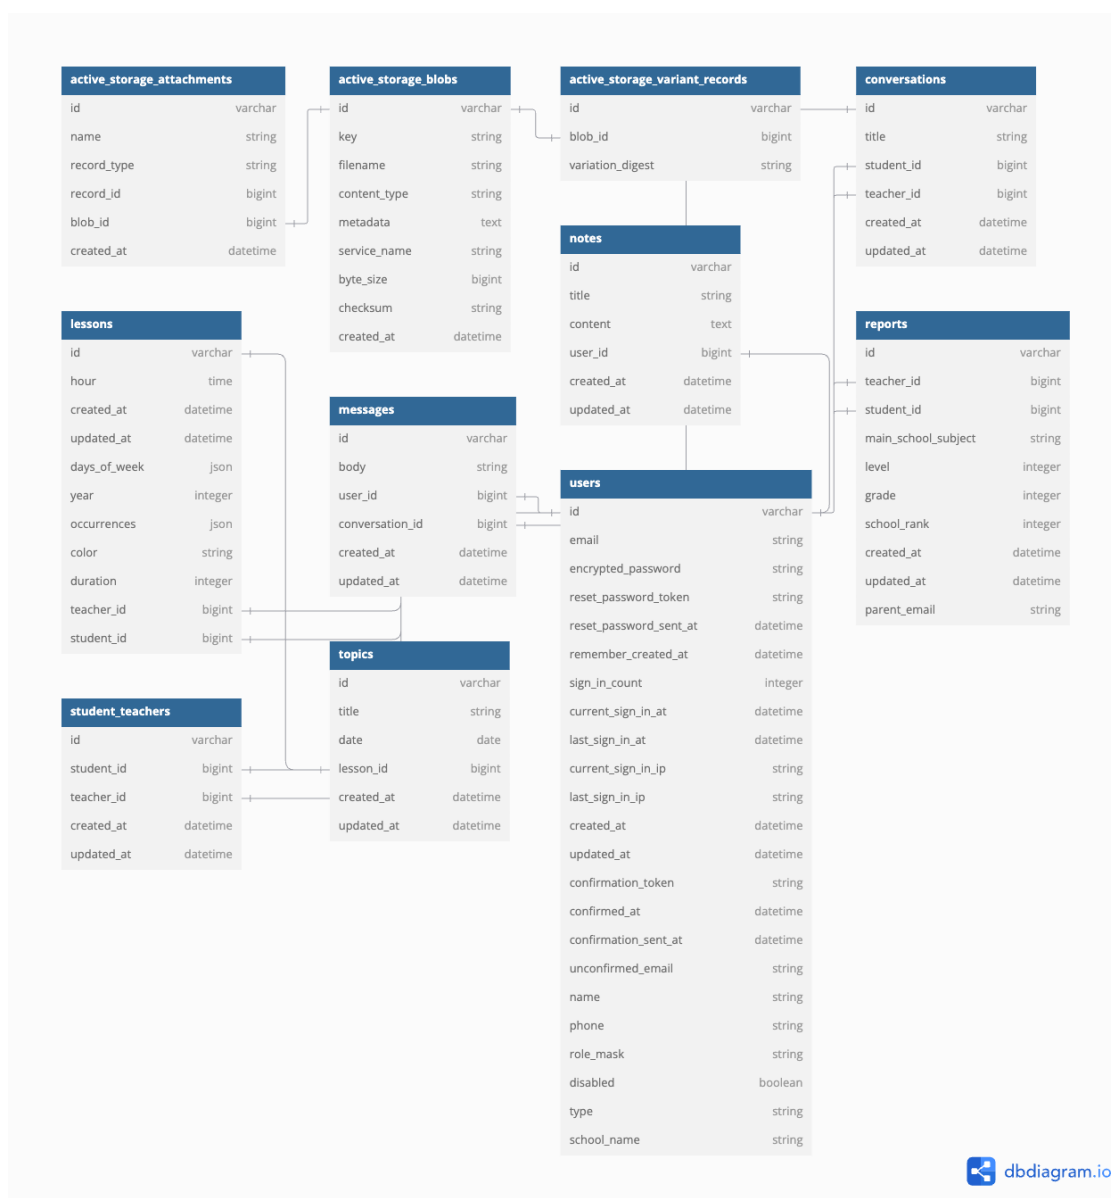 active_storage_attachments
id varchar
name string
record_type string
record_id bigint
blob_id bigint
created_at datetime
active_storage_blobs
id varchar
key string
filename string
content_type string
metadata text
service_name string
byte_size bigint
checksum string
created_at datetime
active_storage_variant_records
id varchar
blob_id bigint
variation_digest string
conversations
id varchar
title string
student_id bigint
teacher_id bigint
created_at datetime
updated_at datetime
notes
id varchar
title string
content text
user_id bigint
created_at datetime
updated_at datetime
lessons
id varchar
hour time
created_at datetime
updated_at datetime
days_of_week json
year integer
occurrences json
color string
duration integer
teacher_id bigint
student_id bigint
messages
id varchar
body string
user_id bigint
conversation_id bigint
created_at datetime
updated_at datetime
reports
id varchar
teacher_id bigint
student_id bigint
main_school_subject string
level integer
grade integer
school_rank integer
created_at datetime
updated_at datetime
parent_email string
users
id varchar
email string
encrypted_password string
reset_password_token string
reset_password_sent_at datetime
remember_created_at datetime
sign_in_count integer
current_sign_in_at datetime
last_sign_in_at datetime
current_sign_in_ip string
last_sign_in_ip string
created_at datetime
updated_at datetime
confirmation_token string
confirmed_at datetime
confirmation_sent_at datetime
unconfirmed_email string
name string
phone string
role_mask string
disabled boolean
type string
school_name string
topics
id varchar
title string
date date
lesson_id bigint
created_at datetime
updated_at datetime
student_teachers
id varchar
student_id bigint
teacher_id bigint
created_at datetime
updated_at datetime
dbdiagram.io